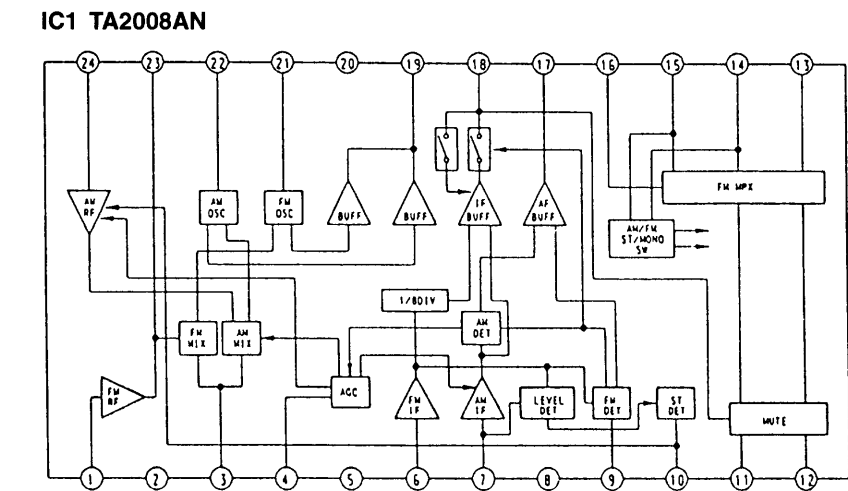 IC1 TA2008AN
24 23 22 21 20 19 18 17 16 15 14 13
AM
RF
AM
OSC
FM
OSC
BUFF
BUFF
IF
BUFF
AF
BUFF
FM MPX
AM/FM
ST/MONO
SW
1/8DIV
AM
DET
FM
MIX
AM
MIX
AGC
FM
RF
FM
IF
AM
IF
LEVEL
DET
FM
DET
ST
DET
MUTE
1 2 3 4 5 6 7 8 9 10 11 12